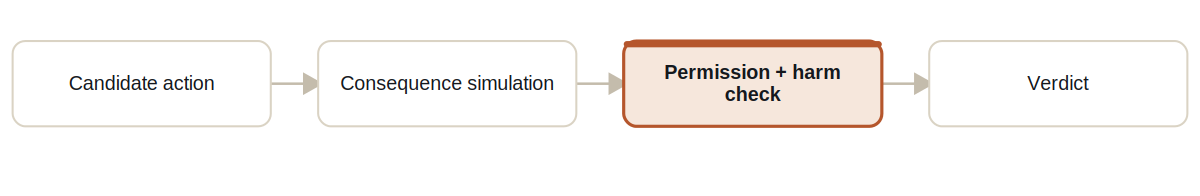 Candidate action
Consequence simulation
Permission + harm
check
Verdict